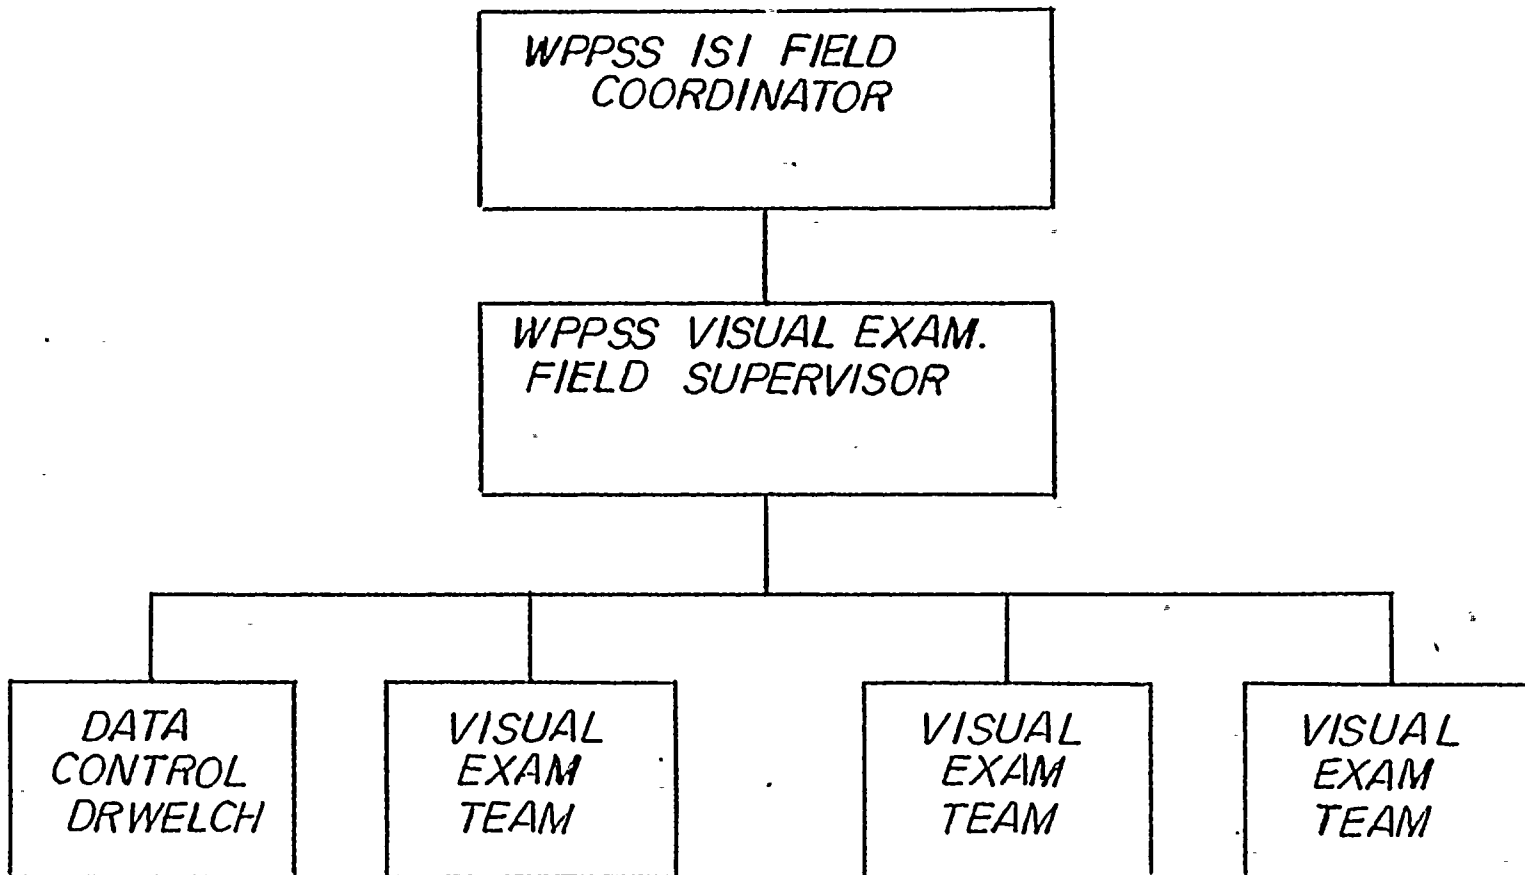 WPPSS ISI FIELD
COORDINATOR
WPPSS VISUAL EXAM.
FIELD SUPERVISOR
DATA
CONTROL
DRWELCH
VISUAL
EXAM
TEAM
VISUAL
EXAM
TEAM
VISUAL
EXAM
TEAM